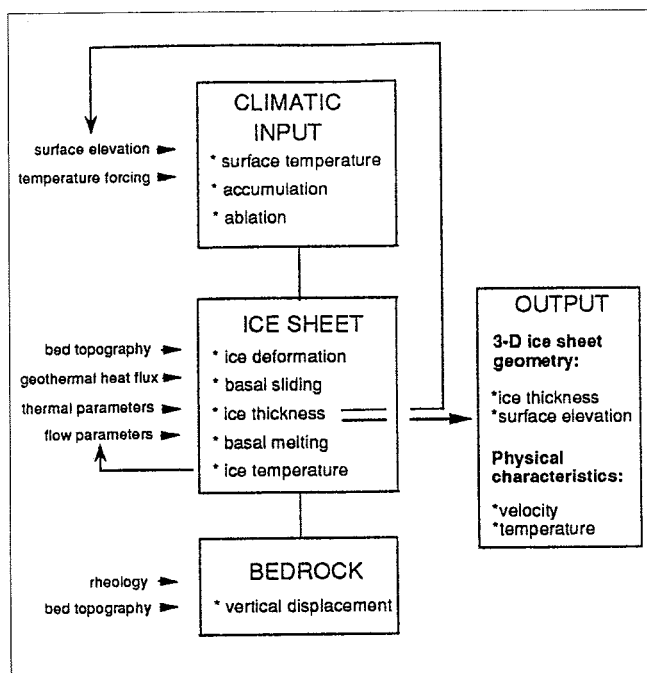 CLIMATIC
INPUT
surface elevation
* surface temperature
temperature forcing
* accumulation
* ablation
ICE SHEET
bed topography
* ice deformation
geothermal heat flux
* basal sliding
thermal parameters
* ice thickness
flow parameters
* basal melting
* ice temperature
OUTPUT
3-D ice sheet
geometry:
*ice thickness
*surface elevation
Physical
characteristics:
*velocity
*temperature
BEDROCK
rheology
bed topography
* vertical displacement